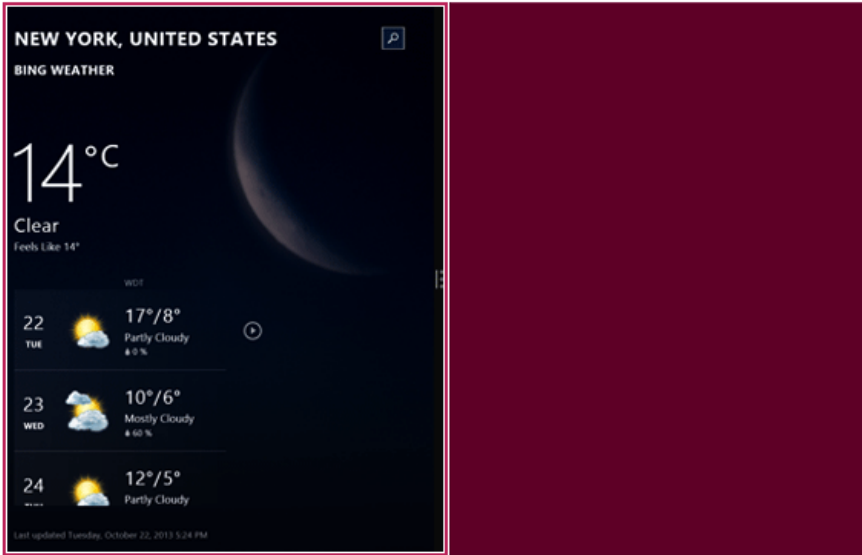 NEW YORK, UNITED STATES
BING WEATHER
14°C
Clear
Feels Like 14°
WDT
22
TUE
17°/8°
Partly Cloudy
0 %
23
WED
10°/6°
Mostly Cloudy
60 %
24
12°/5°
Partly Cloudy
Last updated Tuesday, October 22, 2013 5:24 PM